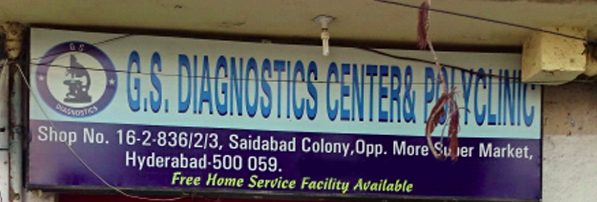 G S
DIAGNOSTICS
G.S. DIAGNOSTICS CENTER& POLYCLINIC
Shop No. 16-2-836/2/3, Saidabad Colony,Opp. More Super Market,
Hyderabad-500 059.
Free Home Service Facility Available